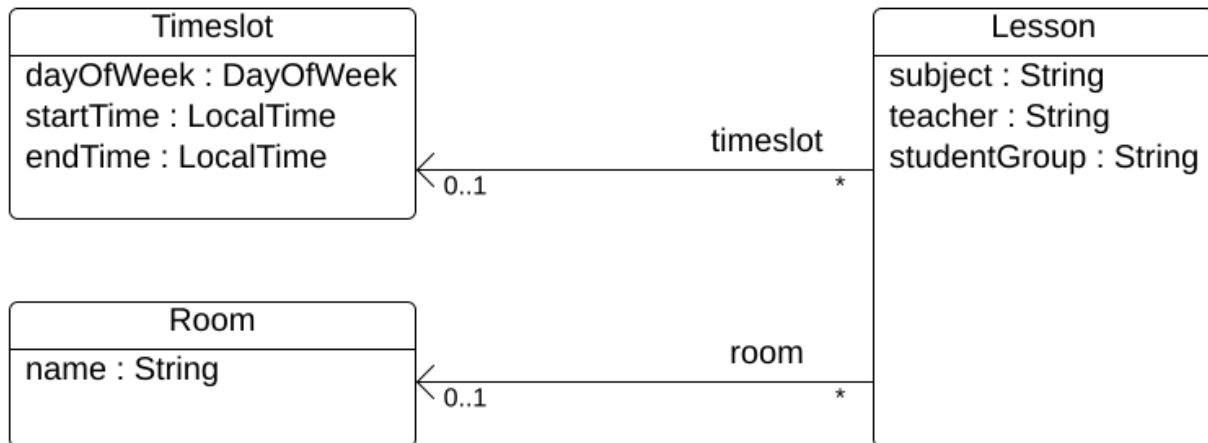 Timeslot
dayOfWeek : DayOfWeek
startTime : LocalTime
endTime : LocalTime
Lesson
subject : String
teacher : String
studentGroup : String
timeslot
0..1
*
Room
name : String
room
0..1
*